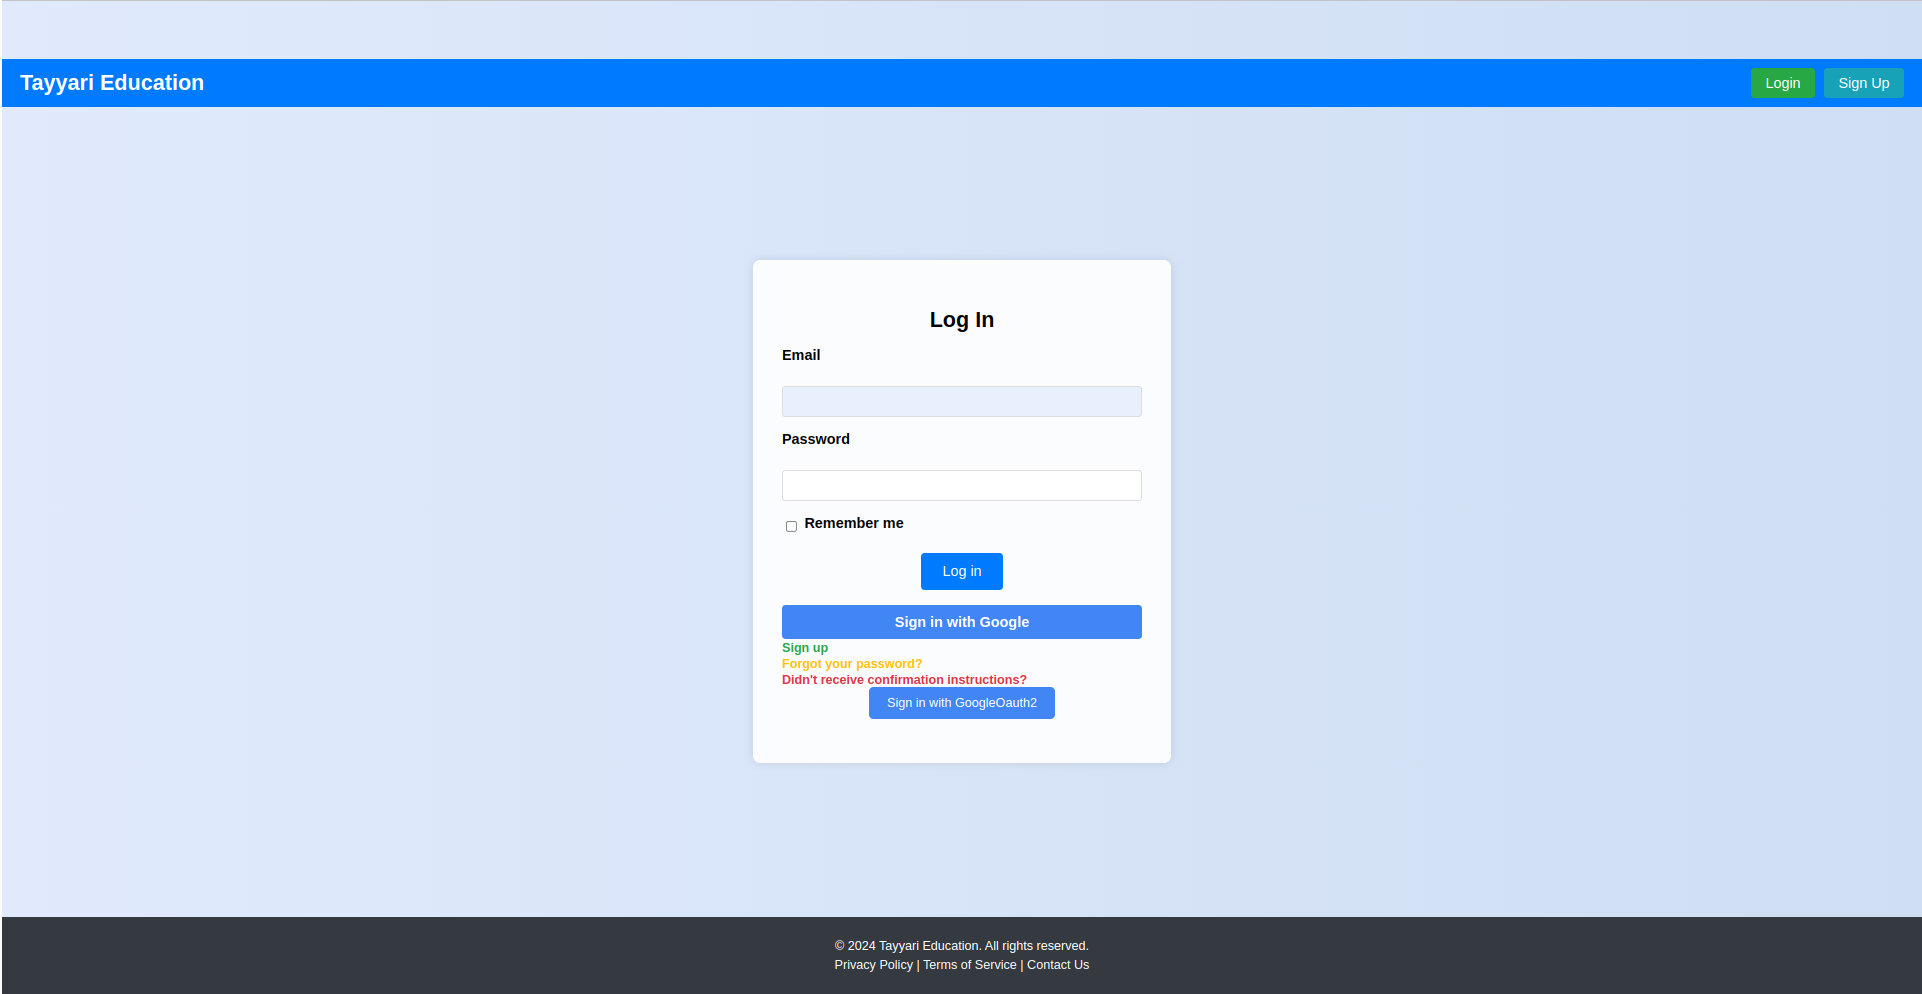 Tayyari Education
Login Sign Up
Log In
Email
Password
Remember me
Log in
Sign in with Google
Sign up
Forgot your password?
Didn't receive confirmation instructions?
Sign in with GoogleOauth2
© 2024 Tayyari Education. All rights reserved.
Privacy Policy | Terms of Service | Contact Us